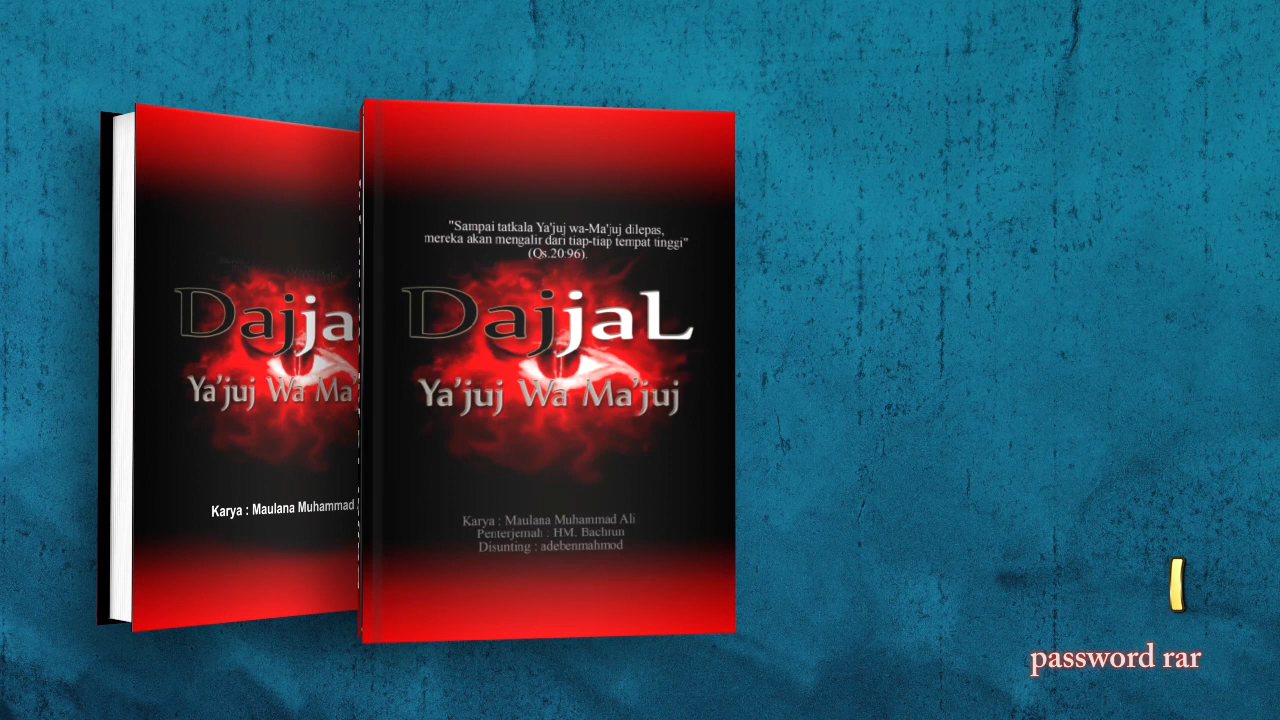 Dajja
Ya'juj Wa Ma'
Karya : Maulana Muhammad
"Sampai tatkala Ya'juj wa-Ma'juj dilepas,
mereka akan mengalir dari tiap-tiap tempat tinggi"
(Qs.20:96).
DajjaL
Ya'juj Wa Ma'juj
Karya : Maulana Muhammad Ali
Penterjemah : HM. Bachrun
Disunting : adebenmahmod
1
password rar